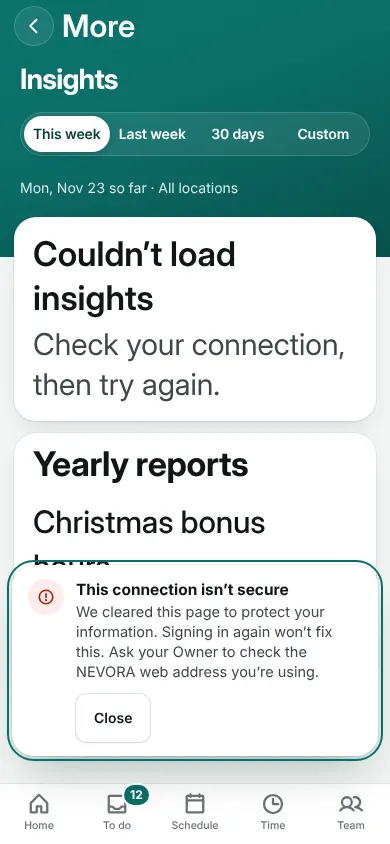 More
Insights
This week
Last week
30 days
Custom
Mon, Nov 23 so far · All locations
Couldn’t load
insights
Check your connection,
then try again.
Yearly reports
Christmas bonus
hours
This connection isn’t secure
We cleared this page to protect your
information. Signing in again won’t fix
this. Ask your Owner to check the
NEVORA web address you’re using.
Close
12
Home
To do
Schedule
Time
Team